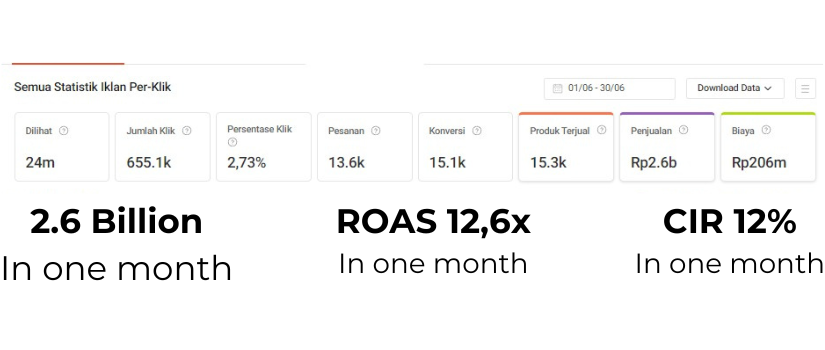 Semua Statistik Iklan Per-Klik
01/06 - 30/06
Download Data
Dilihat
24m
Jumlah Klik
655.1k
Persentase Klik
2,73%
Pesanan
13.6k
Konversi
15.1k
Produk Terjual
15.3k
Penjualan
Rp2.6b
Biaya
Rp206m
2.6 Billion
In one month
ROAS 12,6x
In one month
CIR 12%
In one month